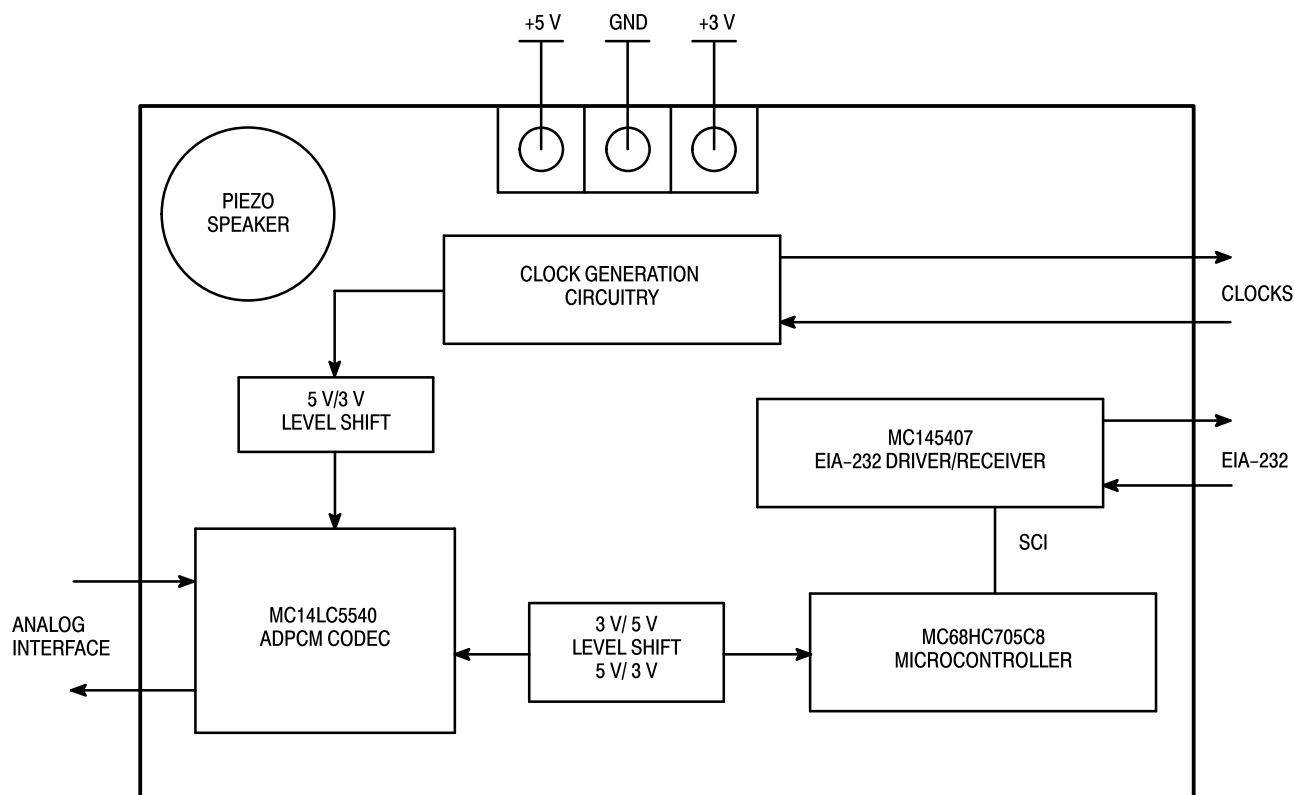 +5 V
GND
+3 V
PIEZO
SPEAKER
CLOCK GENERATION
CIRCUITRY
CLOCKS
5 V/3 V
LEVEL SHIFT
MC145407
EIA–232 DRIVER/RECEIVER
EIA–232
SCI
ANALOG
INTERFACE
MC14LC5540
ADPCM CODEC
3 V/ 5 V
LEVEL SHIFT
5 V/ 3 V
MC68HC705C8
MICROCONTROLLER